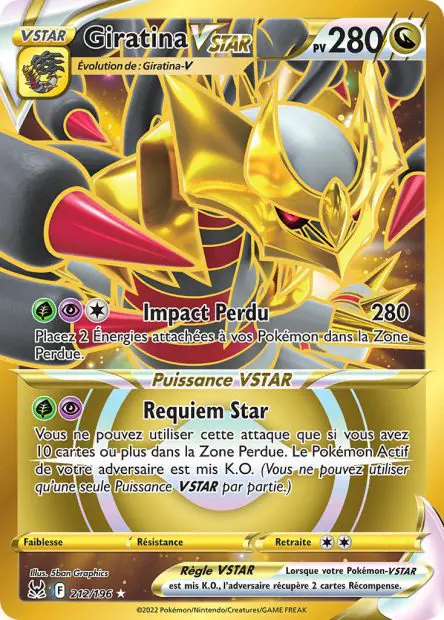 VSTAR Giratina VSTAR PV 280
Évolution de : Giratina-V
Impact Perdu 280
Placez 2 Énergies attachées à vos Pokémon dans la Zone
Perdue.
Puissance VSTAR
Requiem Star
Vous ne pouvez utiliser cette attaque que si vous avez
10 cartes ou plus dans la Zone Perdue. Le Pokémon Actif
de votre adversaire est mis K.O. (Vous ne pouvez utiliser
qu'une seule Puissance VSTAR par partie.)
Faiblesse Résistance Retraite
Illus. 5ban Graphics
Règle VSTAR Lorsque votre Pokémon-VSTAR
est mis K.O., l'adversaire récupère 2 cartes Récompense.
F 212/196 ★
©2022 Pokémon/Nintendo/Creatures/GAME FREAK